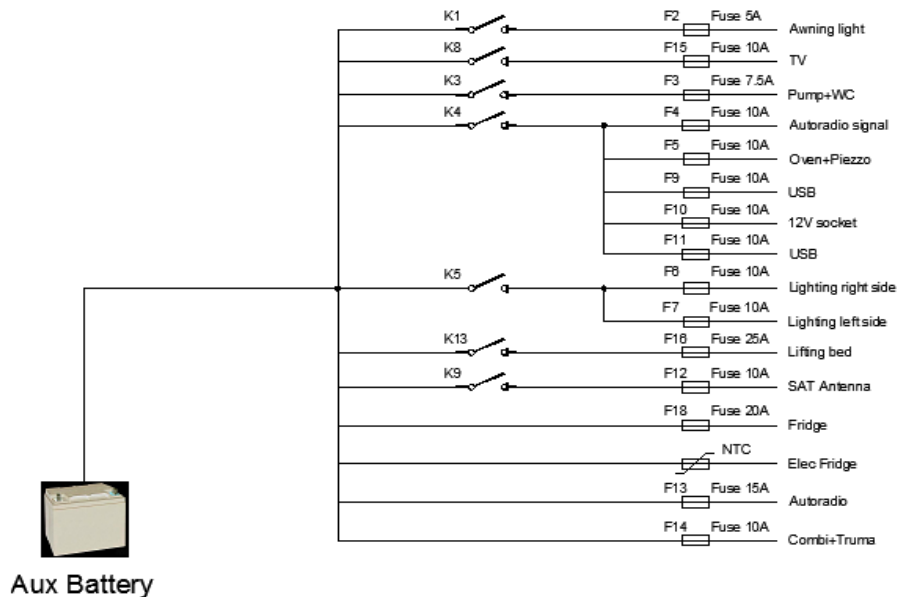 K1 F2 Fuse 5A Awning light
K8 F15 Fuse 10A TV
K3 F3 Fuse 7.5A Pump+WC
K4 F4 Fuse 10A Autoradio signal
F5 Fuse 10A Oven+Piezzo
F9 Fuse 10A USB
F10 Fuse 10A 12V socket
F11 Fuse 10A USB
K5 F6 Fuse 10A Lighting right side
F7 Fuse 10A Lighting left side
K13 F16 Fuse 25A Lifting bed
K9 F12 Fuse 10A SAT Antenna
F18 Fuse 20A Fridge
NTC Elec Fridge
F13 Fuse 15A Autoradio
F14 Fuse 10A Combi+Truma
Aux Battery